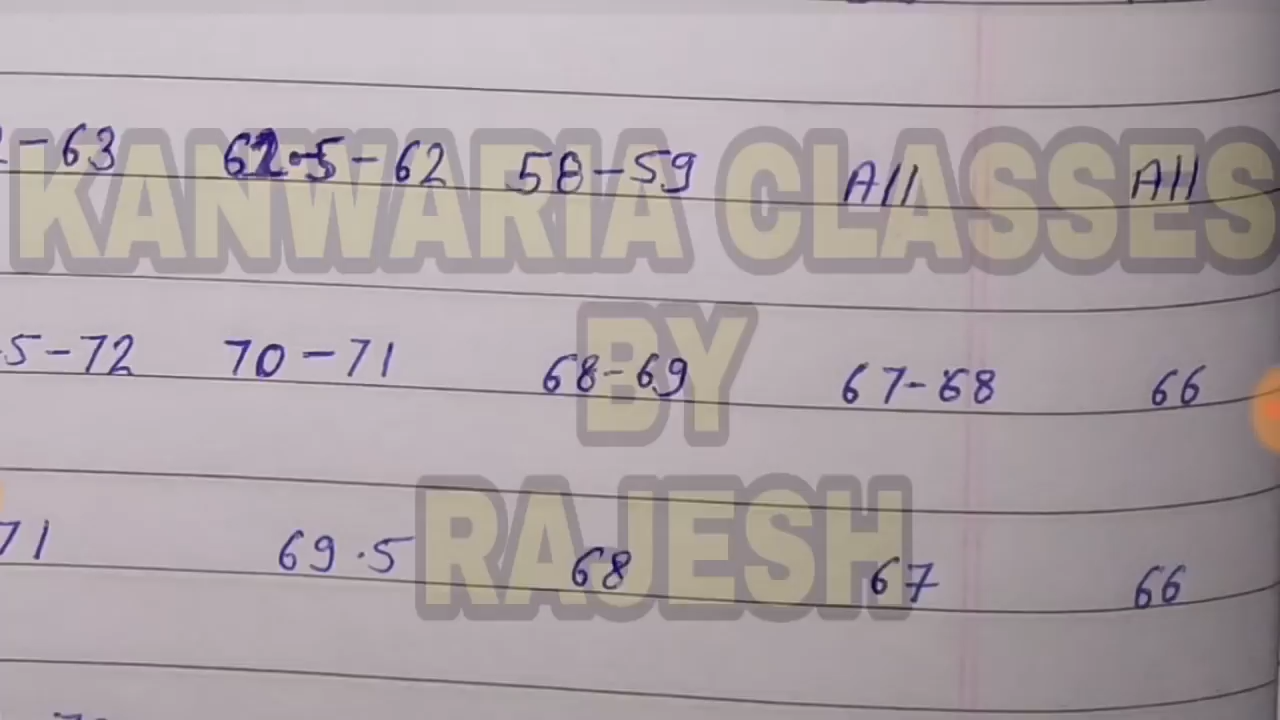 -63 62.5-62 58-59 All All
KANWARIA CLASSES
5-72 70-71 68-69 67-68 66
BY
71 69.5 68 67 66
RAJESH